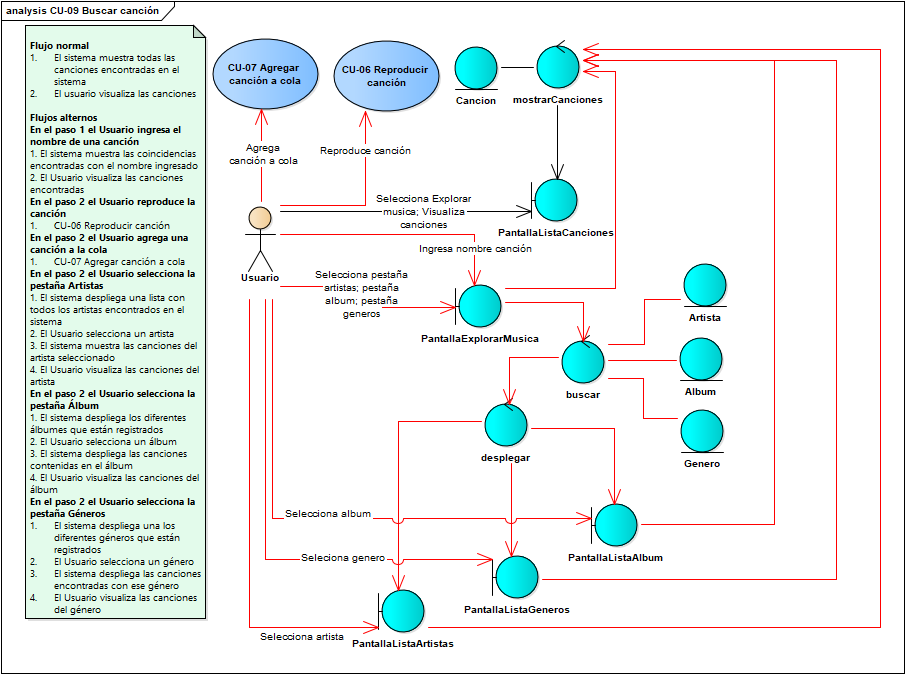 analysis CU-09 Buscar canción
Flujo normal
1. El sistema muestra todas las
canciones encontradas en el
sistema
2. El usuario visualiza las canciones
Flujos alternos
En el paso 1 el Usuario ingresa el
nombre de una canción
1. El sistema muestra las coincidencias
encontradas con el nombre ingresado
2. El Usuario visualiza las canciones
encontradas
En el paso 2 el Usuario reproduce la
canción
1. CU-06 Reproducir canción
En el paso 2 el Usuario agrega una
canción a la cola
1. CU-07 Agregar canción a cola
En el paso 2 el Usuario selecciona la
pestaña Artistas
1. El sistema despliega una lista con
todos los artistas encontrados en el
sistema
2. El Usuario selecciona un artista
3. El sistema muestra las canciones del
artista seleccionado
4. El Usuario visualiza las canciones del
artista
En el paso 2 el Usuario selecciona la
pestaña Álbum
1. El sistema despliega los diferentes
álbumes que están registrados
2. El Usuario selecciona un álbum
3. El sistema despliega las canciones
contenidas en el álbum
4. El Usuario visualiza las canciones del
álbum
En el paso 2 el Usuario selecciona la
pestaña Géneros
1. El sistema despliega una los
diferentes géneros que están
registrados
2. El Usuario selecciona un género
3. El sistema despliega las canciones
encontradas con ese género
4. El Usuario visualiza las canciones
del género
CU-07 Agregar
canción a cola
CU-06 Reproducir
canción
Cancion
mostrarCanciones
Agrega
canción a cola
Reproduce canción
Selecciona Explorar
musica; Visualiza
canciones
PantallaListaCanciones
Ingresa nombre canción
Usuario
Selecciona pestaña
artistas; pestaña
album; pestaña
generos
PantallaExplorarMusica
Artista
buscar
Album
desplegar
Genero
Selecciona album
PantallaListaAlbum
Seleciona genero
PantallaListaGeneros
Selecciona artista
PantallaListaArtistas